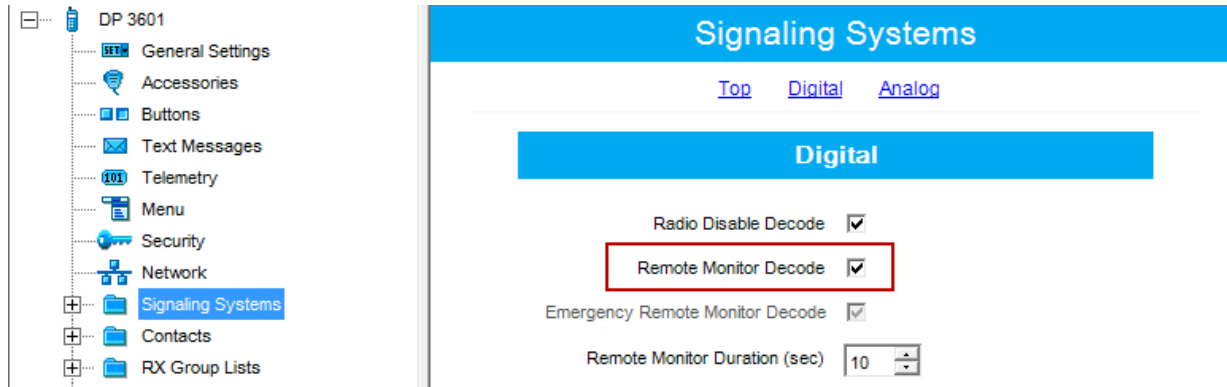 DP 3601
SET General Settings
Accessories
Buttons
Text Messages
101 Telemetry
Menu
Security
Network
Signaling Systems
Contacts
RX Group Lists
Signaling Systems
Top Digital Analog
Digital
Radio Disable Decode
Remote Monitor Decode
Emergency Remote Monitor Decode
Remote Monitor Duration (sec) 10